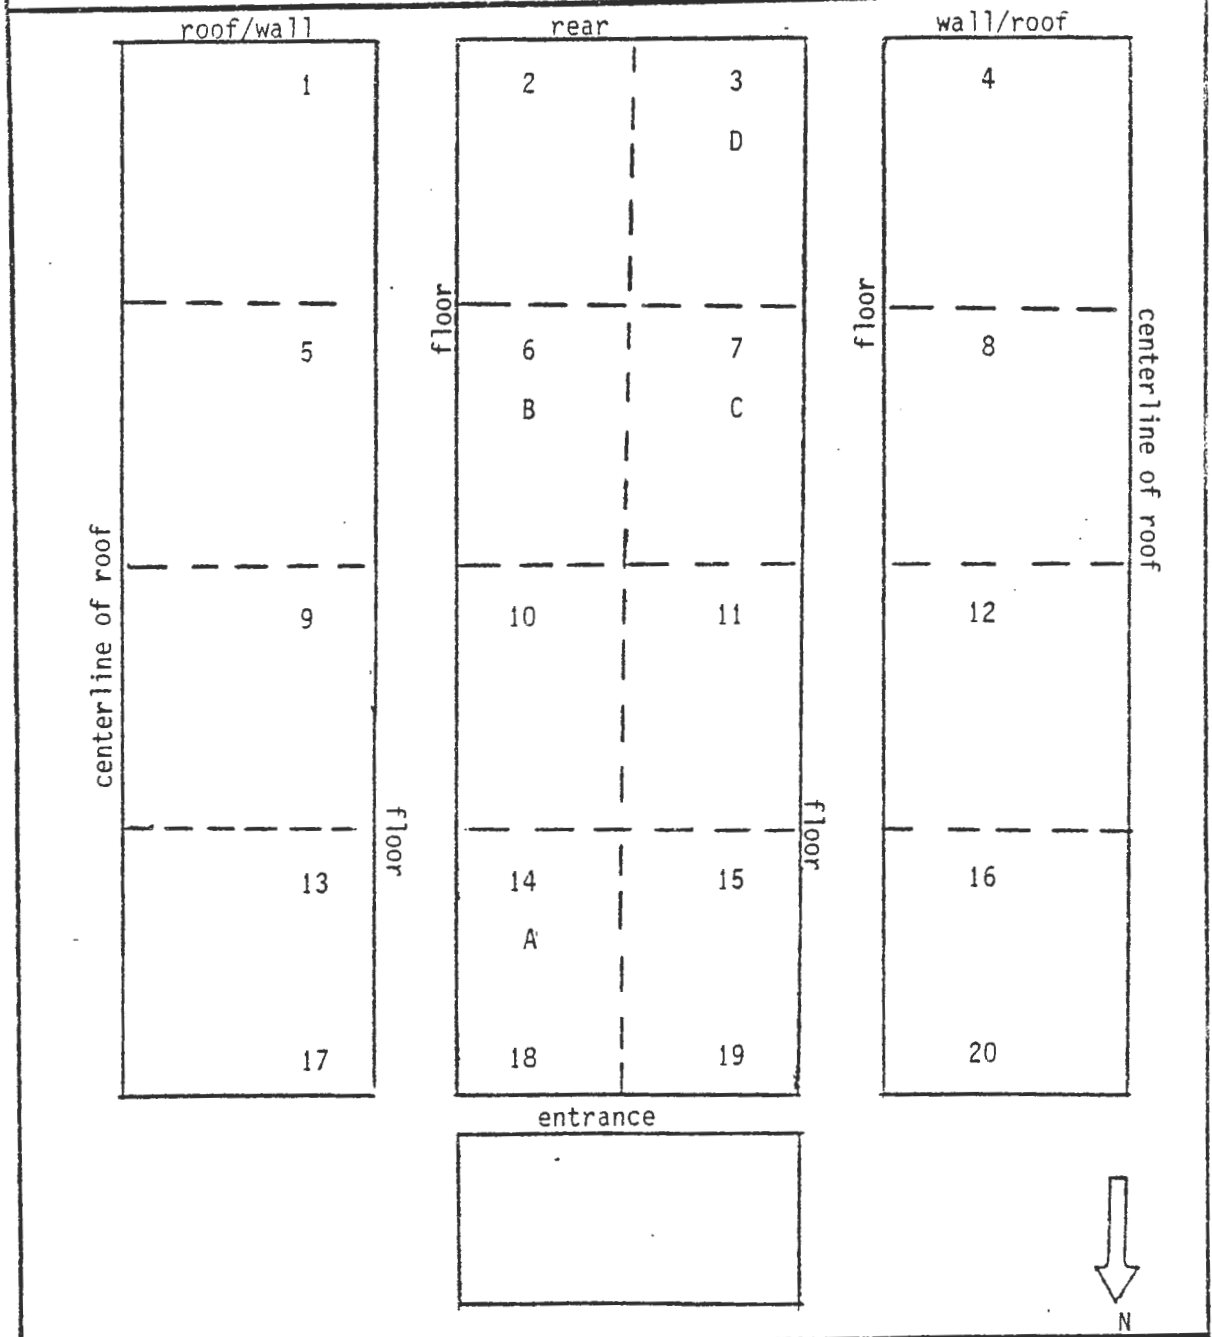 roof/wall rear wall/roof
1 2 3 4
D
floor floor
5 6 7 8
B C
centerline of roof
centerline of roof
9 10 11 12
floor floor
13 14 15 16
A
17 18 19 20
entrance
N